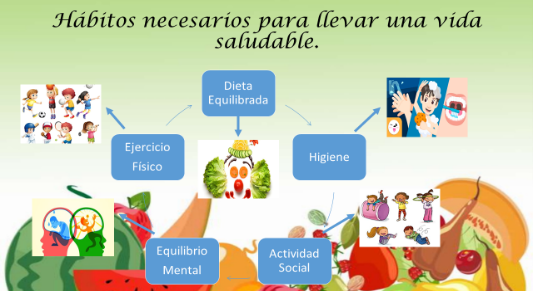 Hábitos necesarios para llevar una vida
saludable.
Dieta
Equilibrada
Ejercicio
Físico
Higiene
Equilibrio
Mental
Actividad
Social